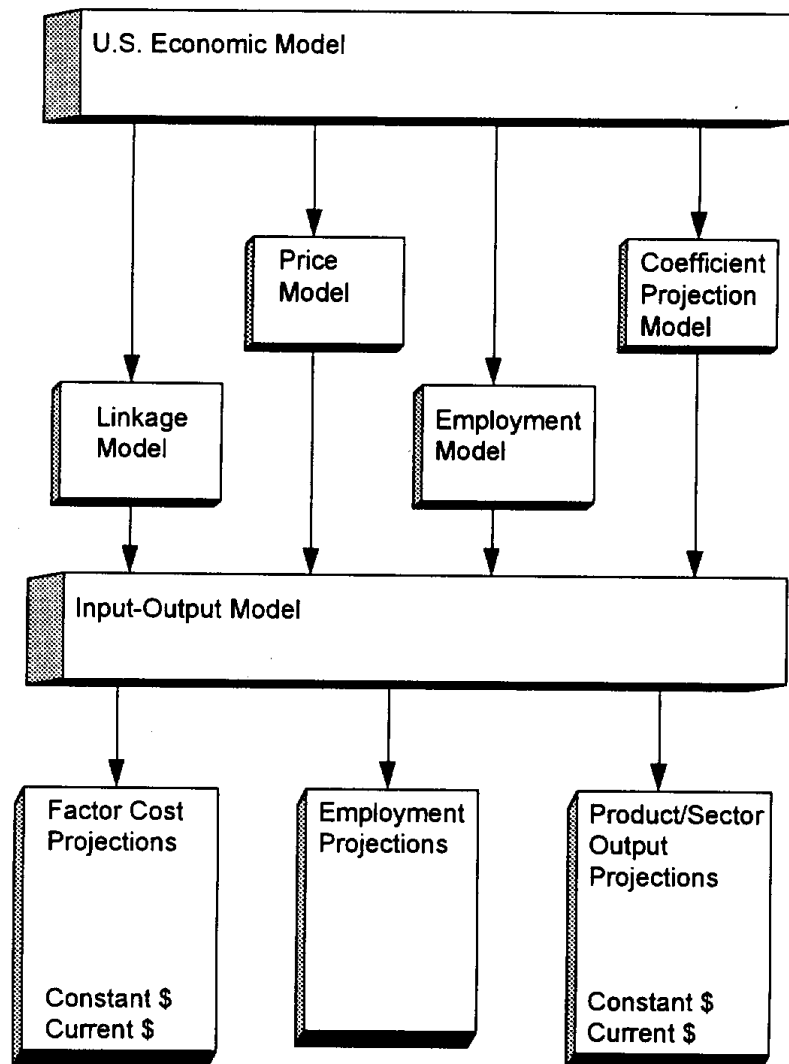 U.S. Economic Model
Price
Model
Coefficient
Projection
Model
Linkage
Model
Employment
Model
Input-Output Model
Factor Cost
Projections
Constant $
Current $
Employment
Projections
Product/Sector
Output
Projections
Constant $
Current $